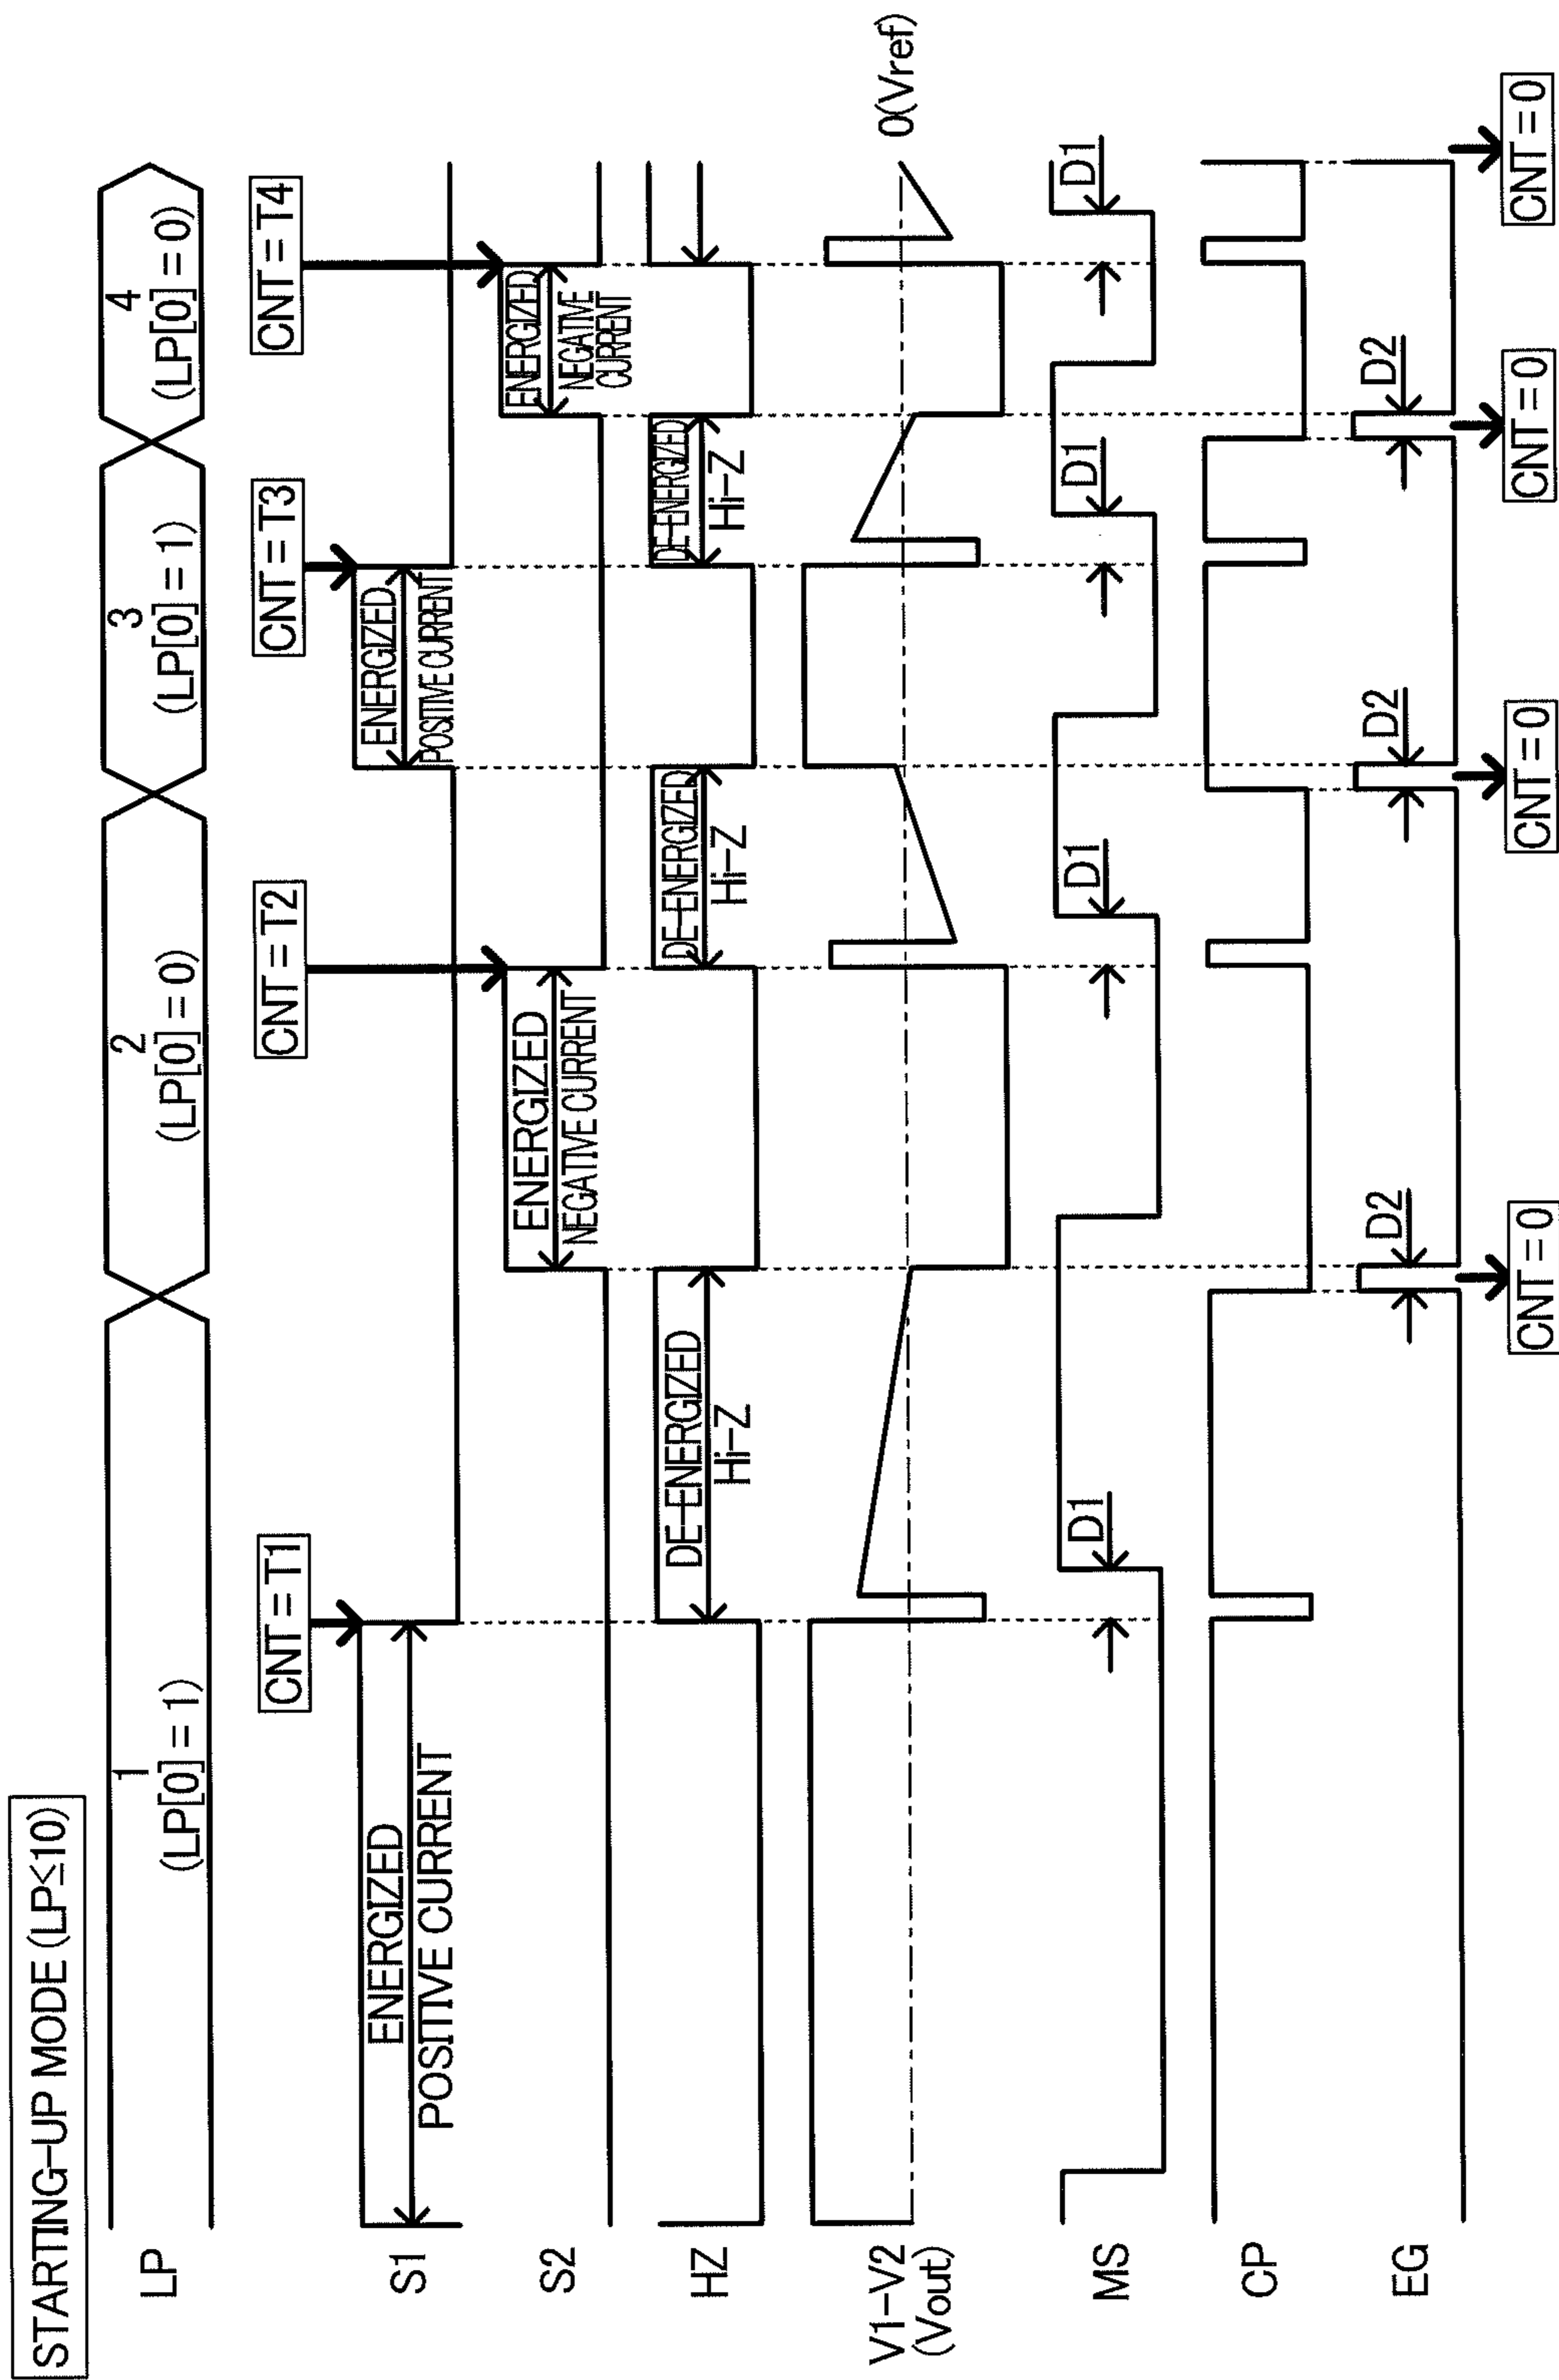 STARTING-UP MODE (LP≤10)
LP
1
(LP[0] = 1)
2
(LP[0] = 0)
3
(LP[0] = 1)
4
(LP[0] = 0)
CNT = T1
CNT = T2
CNT = T3
CNT = T4
S1
ENERGIZED
POSITIVE CURRENT
ENERGIZED
POSITIVE CURRENT
S2
ENERGIZED
NEGATIVE CURRENT
ENERGIZED
NEGATIVE
CURRENT
HZ
DE-ENERGIZED
Hi-Z
DE-ENERGIZED
Hi-Z
DE-ENERGIZED
Hi-Z
V1-V2
(Vout)
0(Vref)
MS
D1
D1
D1
D1
CP
EG
D2
D2
D2
CNT = 0
CNT = 0
CNT = 0
CNT = 0